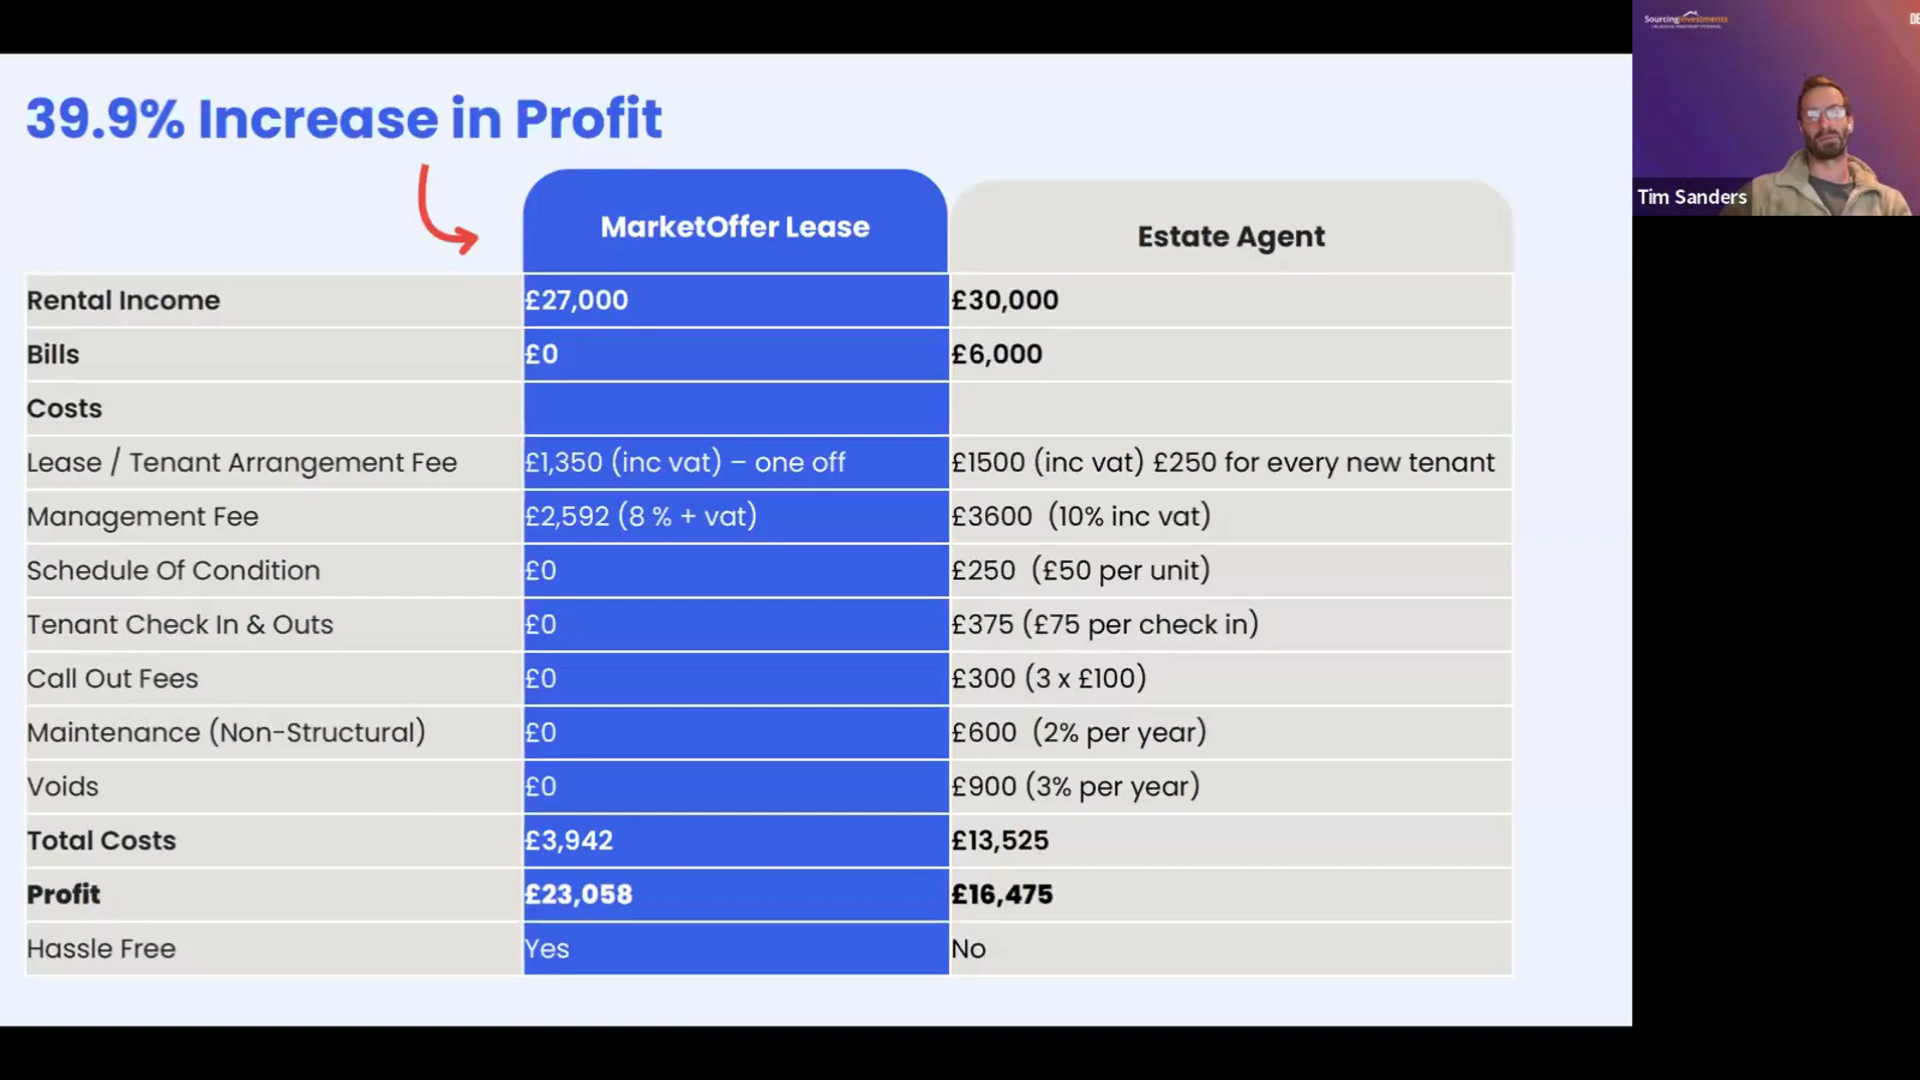 39.9% Increase in Profit
MarketOffer Lease Estate Agent
Rental Income £27,000 £30,000
Bills £0 £6,000
Costs
Lease / Tenant Arrangement Fee £1,350 (inc vat) – one off £1500 (inc vat) £250 for every new tenant
Management Fee £2,592 (8 % + vat) £3600 (10% inc vat)
Schedule Of Condition £0 £250 (£50 per unit)
Tenant Check In & Outs £0 £375 (£75 per check in)
Call Out Fees £0 £300 (3 x £100)
Maintenance (Non-Structural) £0 £600 (2% per year)
Voids £0 £900 (3% per year)
Total Costs £3,942 £13,525
Profit £23,058 £16,475
Hassle Free Yes No
SourcingInvestments
Tim Sanders